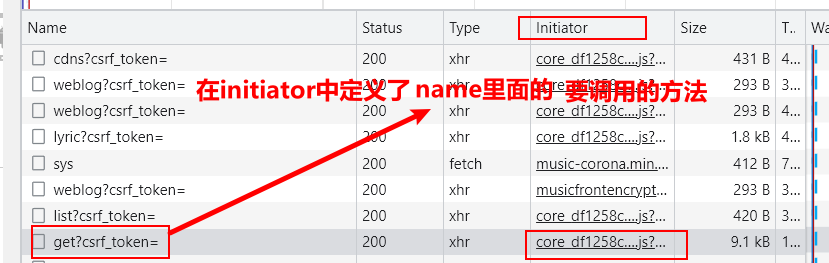 Name Status Type Initiator Size T... Wa
cdns?csrf_token= 200 xhr core_df1258c....js?... 431 B 4...
weblog?csrf_token= 200 xhr core_df1258c....js?... 293 B 3...
在initiator中定义了name里面的 要调用的方法
weblog?csrf_token= 200 xhr core_df1258c....js?... 293 B 4...
lyric?csrf_token= 200 xhr core_df1258c....js?... 1.8 kB 4...
sys 200 fetch music-corona.min.... 412 B 7...
weblog?csrf_token= 200 xhr musicfrontencrypt... 293 B 3...
list?csrf_token= 200 xhr core_df1258c....js?... 420 B 3...
get?csrf_token= 200 xhr core_df1258c....js?... 9.1 kB 1...